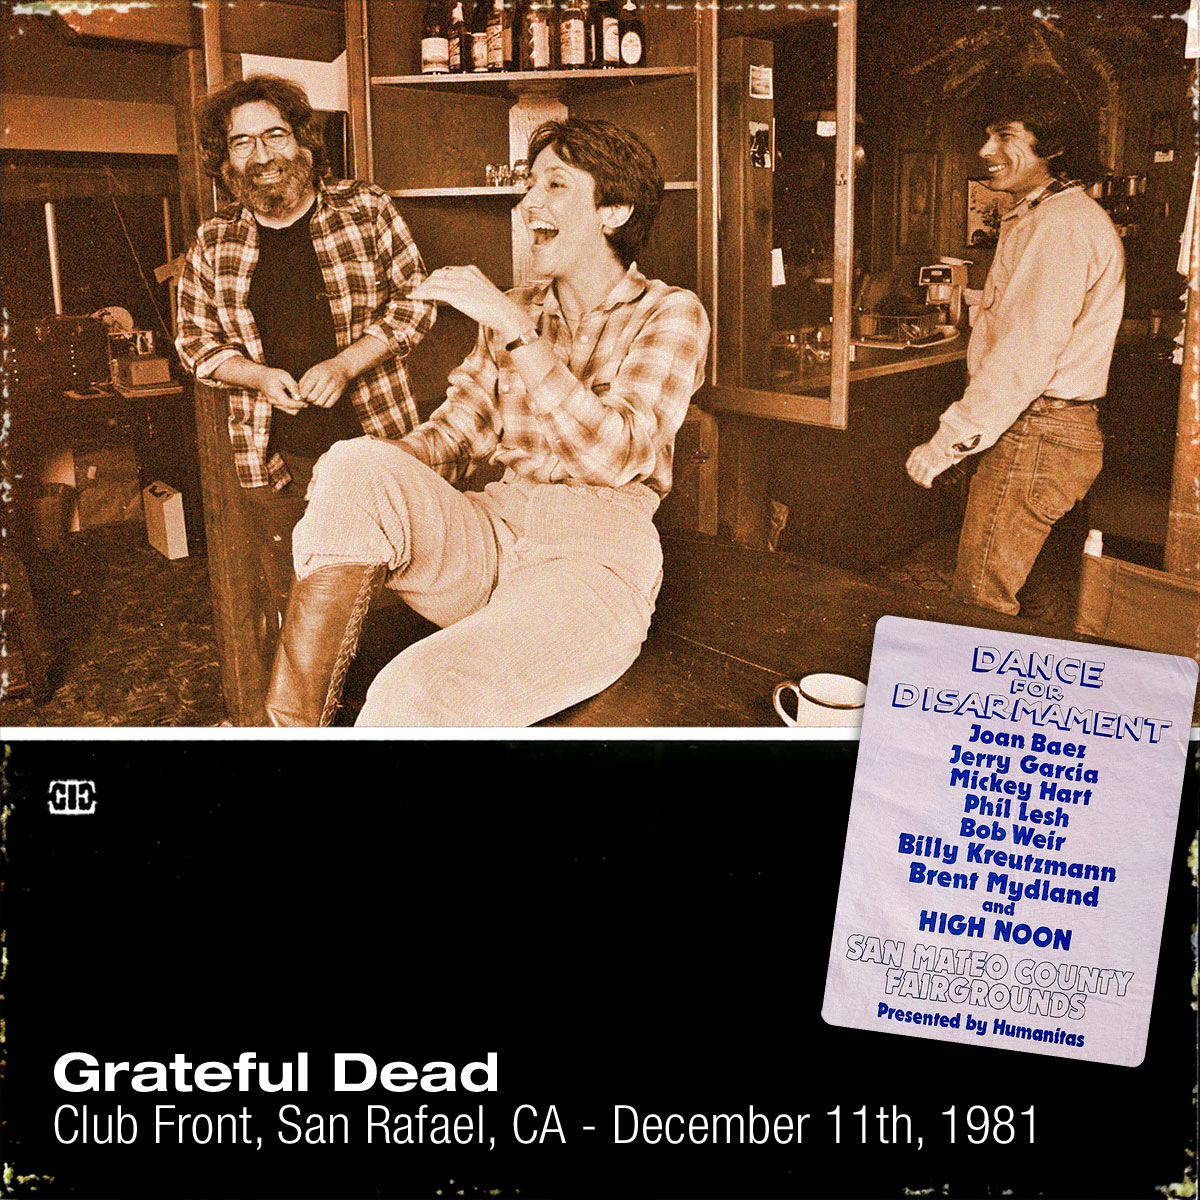 DANCE
FOR
DISARMAMENT
Joan Baez
Jerry Garcia
Mickey Hart
Phil Lesh
Bob Weir
Billy Kreutzmann
Brent Mydland
and
HIGH NOON
SAN MATEO COUNTY
FAIRGROUNDS
Presented by Humanitas
Grateful Dead
Club Front, San Rafael, CA - December 11th, 1981